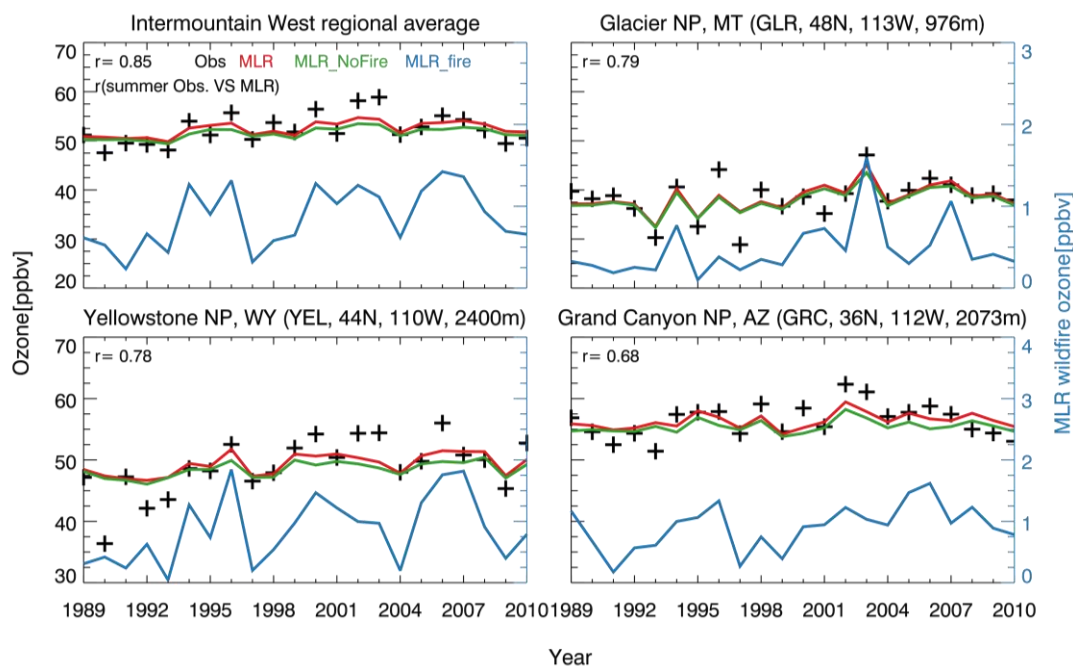 Intermountain West regional average
Glacier NP, MT (GLR, 48N, 113W, 976m)
70
60
50
40
30
20
r= 0.85 Obs MLR MLR_NoFire MLR_fire
r(summer Obs. VS MLR)
r= 0.79
3
2
1
0
Yellowstone NP, WY (YEL, 44N, 110W, 2400m)
Grand Canyon NP, AZ (GRC, 36N, 112W, 2073m)
70
60
50
40
30
r= 0.78
r= 0.68
4
3
2
1
0
1989 1992 1995 1998 2001 2004 2007 2010
1989 1992 1995 1998 2001 2004 2007 2010
Ozone[ppbv]
MLR wildfire ozone[ppbv]
Year